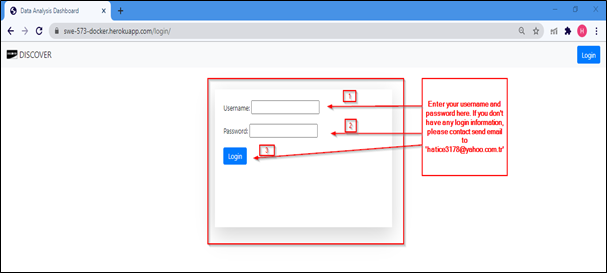 Data Analysis Dashboard
swe-573-docker.herokuapp.com/login/
H
DISCOVER
Login
Username:
1
Password:
2
Login
3
Enter your username and
password here. If you don't
have any login information,
please contact send email
to
'hatice3178@yahoo.com.tr'